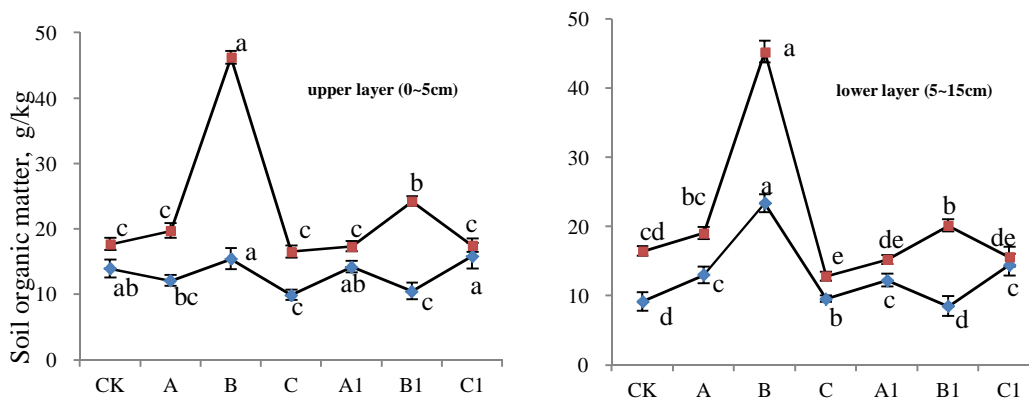 Soil organic matter, g/kg
50
40
30
20
10
0
upper layer (0~5cm)
a
c
c
c
c
b
c
ab
bc
a
c
ab
c
a
CK A B C A1 B1 C1
50
40
30
20
10
0
lower layer (5~15cm)
a
cd
bc
a
e
de
b
de
d
c
b
c
d
c
CK A B C A1 B1 C1